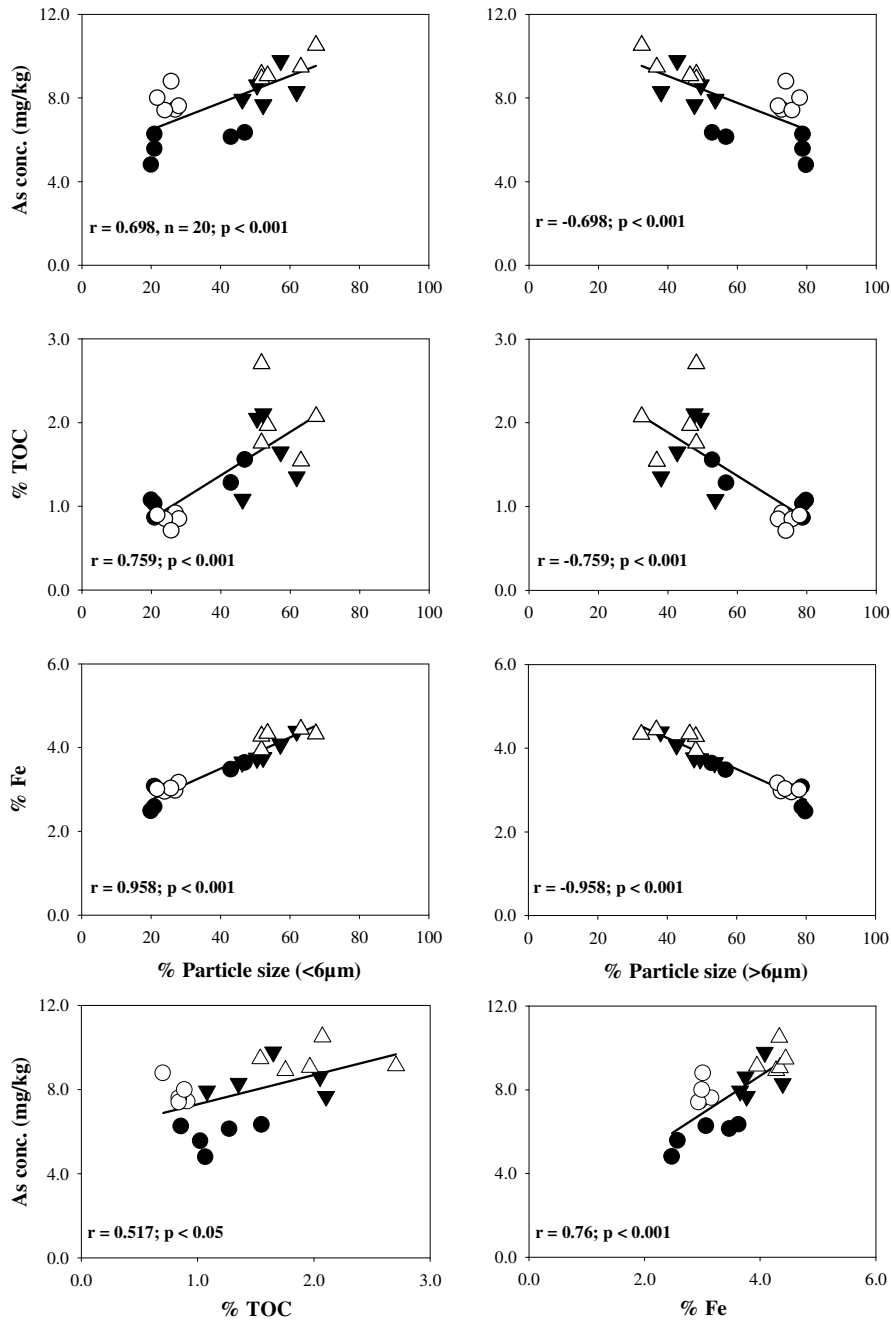 12.0
8.0
4.0
0.0
As conc. (mg/kg)
r = 0.698, n = 20; p < 0.001
0 20 40 60 80 100
12.0
8.0
4.0
0.0
r = -0.698; p < 0.001
0 20 40 60 80 100
3.0
2.0
1.0
0.0
% TOC
r = 0.759; p < 0.001
0 20 40 60 80 100
3.0
2.0
1.0
0.0
r = -0.759; p < 0.001
0 20 40 60 80 100
6.0
4.0
2.0
0.0
% Fe
r = 0.958; p < 0.001
0 20 40 60 80 100
% Particle size (<6µm)
6.0
4.0
2.0
0.0
r = -0.958; p < 0.001
0 20 40 60 80 100
% Particle size (>6µm)
12.0
8.0
4.0
0.0
As conc. (mg/kg)
r = 0.517; p < 0.05
0.0 1.0 2.0 3.0
% TOC
12.0
8.0
4.0
0.0
r = 0.76; p < 0.001
0.0 2.0 4.0 6.0
% Fe